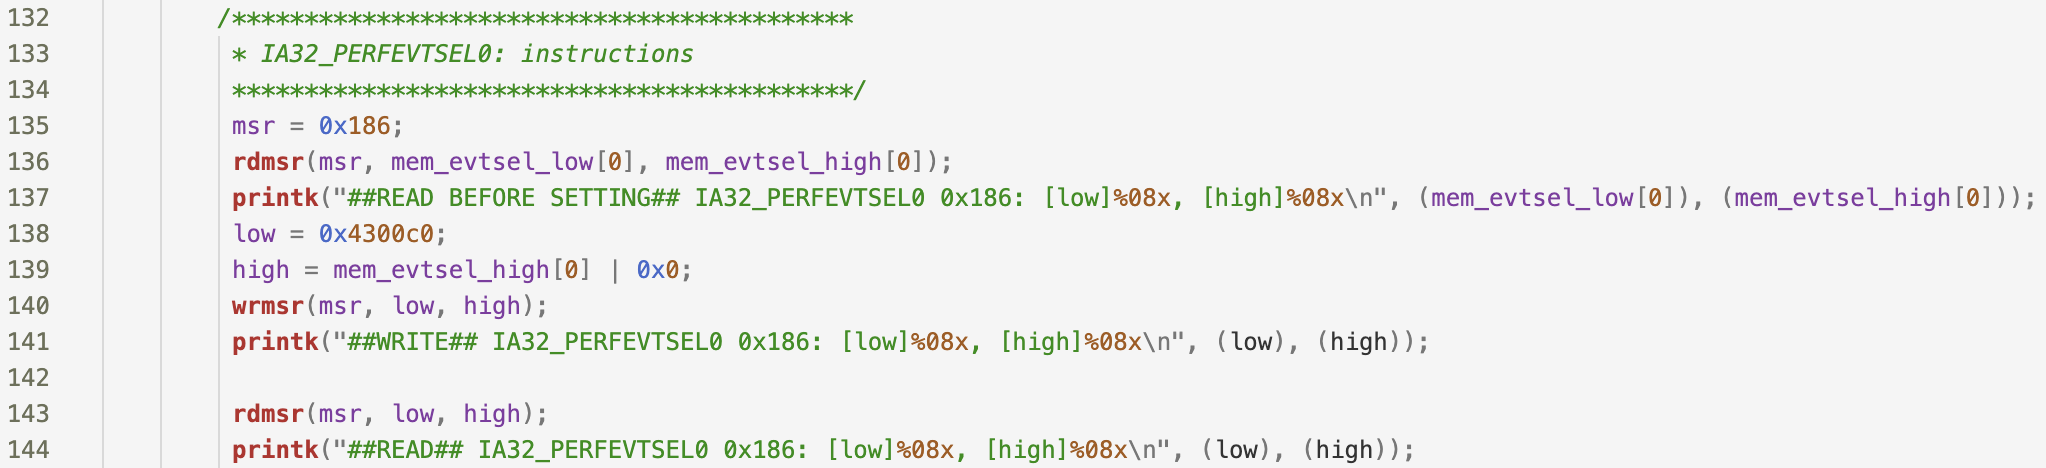 132 /*******************************************
133 * IA32_PERFEVTSEL0: instructions
134 *******************************************/
135 msr = 0x186;
136 rdmsr(msr, mem_evtsel_low[0], mem_evtsel_high[0]);
137 printk("##READ BEFORE SETTING## IA32_PERFEVTSEL0 0x186: [low]%08x, [high]%08x\n", (mem_evtsel_low[0]), (mem_evtsel_high[0]));
138 low = 0x4300c0;
139 high = mem_evtsel_high[0] | 0x0;
140 wrmsr(msr, low, high);
141 printk("##WRITE## IA32_PERFEVTSEL0 0x186: [low]%08x, [high]%08x\n", (low), (high));
142
143 rdmsr(msr, low, high);
144 printk("##READ## IA32_PERFEVTSEL0 0x186: [low]%08x, [high]%08x\n", (low), (high));